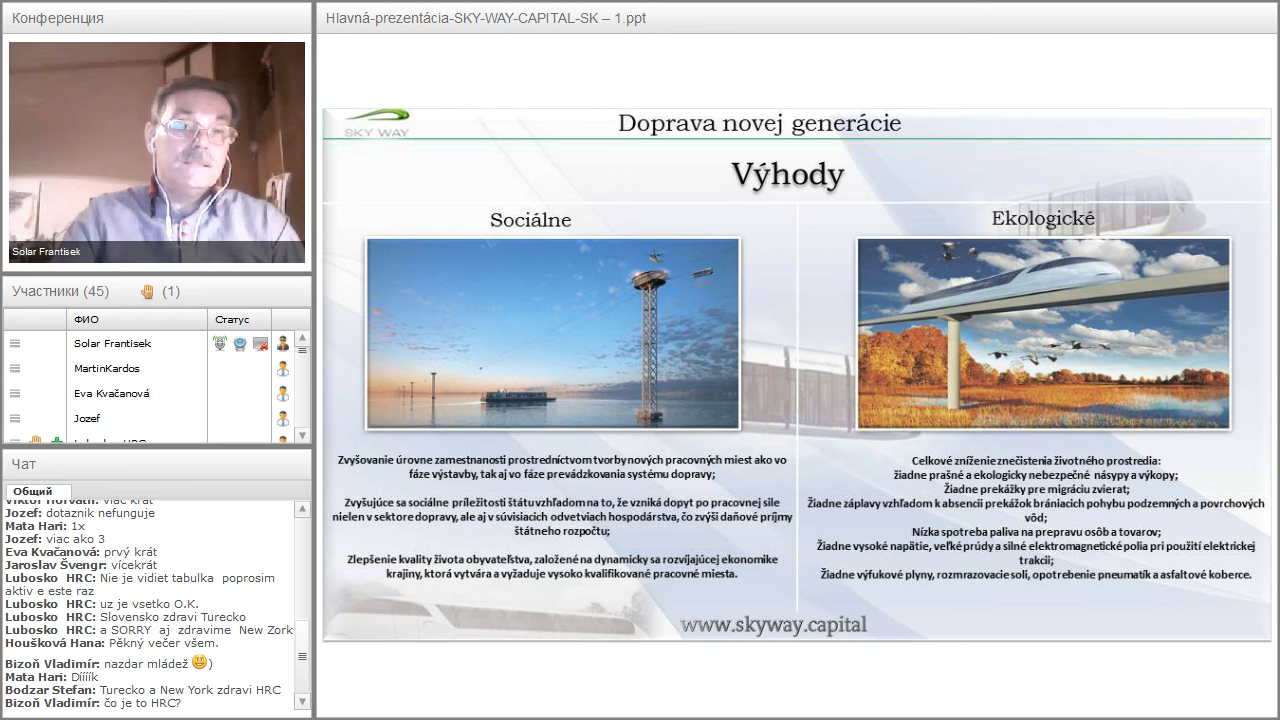 Конференция
Solar Frantisek
Участники (45)
(1)
ФИО
Статус
Solar Frantisek
MartinKardos
Eva Kvačanová
Jozef
Чат
Общий
Viktor Horvath: viac krát
Jozef: dotaznik nefunguje
Mata Hari: 1x
Jozef: viac ako 3
Eva Kvačanová: prvý krát
Jaroslav Švengr: vícekrát
Lubosko HRC: Nie je vidiet tabulka poprosim
aktiv e este raz
Lubosko HRC: uz je vsetko O.K.
Lubosko HRC: Slovensko zdravi Turecko
Lubosko HRC: a SORRY aj zdravime New Zork
Houšková Hana: Pěkný večer všem.
Bizoň Vladimír: nazdar mládež )
Mata Hari: Dííík
Bodzar Stefan: Turecko a New York zdravi HRC
Bizoň Vladimír: čo je to HRC?
Hlavná-prezentácia-SKY-WAY-CAPITAL-SK – 1.ppt
SKY WAY
Doprava novej generácie
Výhody
Sociálne
Zvyšovanie úrovne zamestnanosti prostredníctvom tvorby nových pracovných miest ako vo
fáze výstavby, tak aj vo fáze prevádzkovania systému dopravy;
Zvyšujúce sa sociálne príležitosti štátu vzhľadom na to, že vzniká dopyt po pracovnej sile
nielen v sektore dopravy, ale aj v súvisiacich odvetviach hospodárstva, čo zvýši daňové príjmy
štátneho rozpočtu;
Zlepšenie kvality života obyvateľstva, založené na dynamicky sa rozvíjajúcej ekonomike
krajiny, ktorá vytvára a vyžaduje vysoko kvalifikované pracovné miesta.
Ekologické
Celkové zníženie znečistenia životného prostredia:
žiadne prašné a ekologicky nebezpečné násypy a výkopy;
Žiadne prekážky pre migráciu zvierat;
Žiadne záplavy vzhľadom k absencii prekážok brániacich pohybu podzemných a povrchových
vôd;
Nízka spotreba paliva na prepravu osôb a tovarov;
Žiadne vysoké napätie, veľké prúdy a silné elektromagnetické polia pri použití elektrickej
trakcii;
Žiadne výfukové plyny, rozmrazovacie soli, opotrebenie pneumatík a asfaltové koberce.
www.skyway.capital